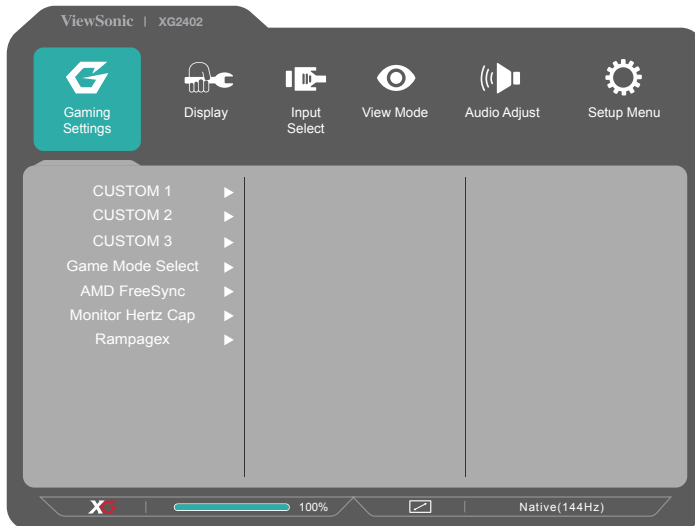 ViewSonic | XG2402
Gaming
Settings
Display
Input
Select
View Mode
Audio Adjust
Setup Menu
CUSTOM 1
CUSTOM 2
CUSTOM 3
Game Mode Select
AMD FreeSync
Monitor Hertz Cap
Rampagex
XG
100%
Native(144Hz)